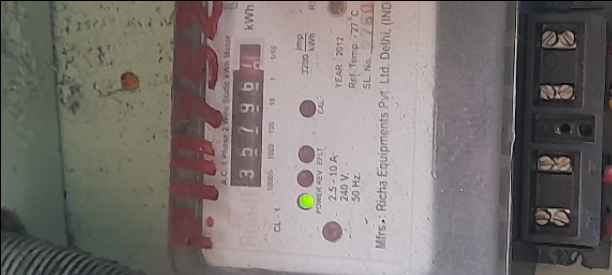 P.111752
A.C. 1 Phase 2 Wire Static kWh Meter
kWh
35796
10000 1000 100 10 1 1/10
CL - 1
Imp
3200 kWh
POWER REV EFLT
CAL
2.5 - 10 A
240 V.
50 Hz.
YEAR 2012
Ref. Temp. -27°C
SL. No.
Mfrs.: Richa Equipments Pvt. Ltd. Delhi, (IND